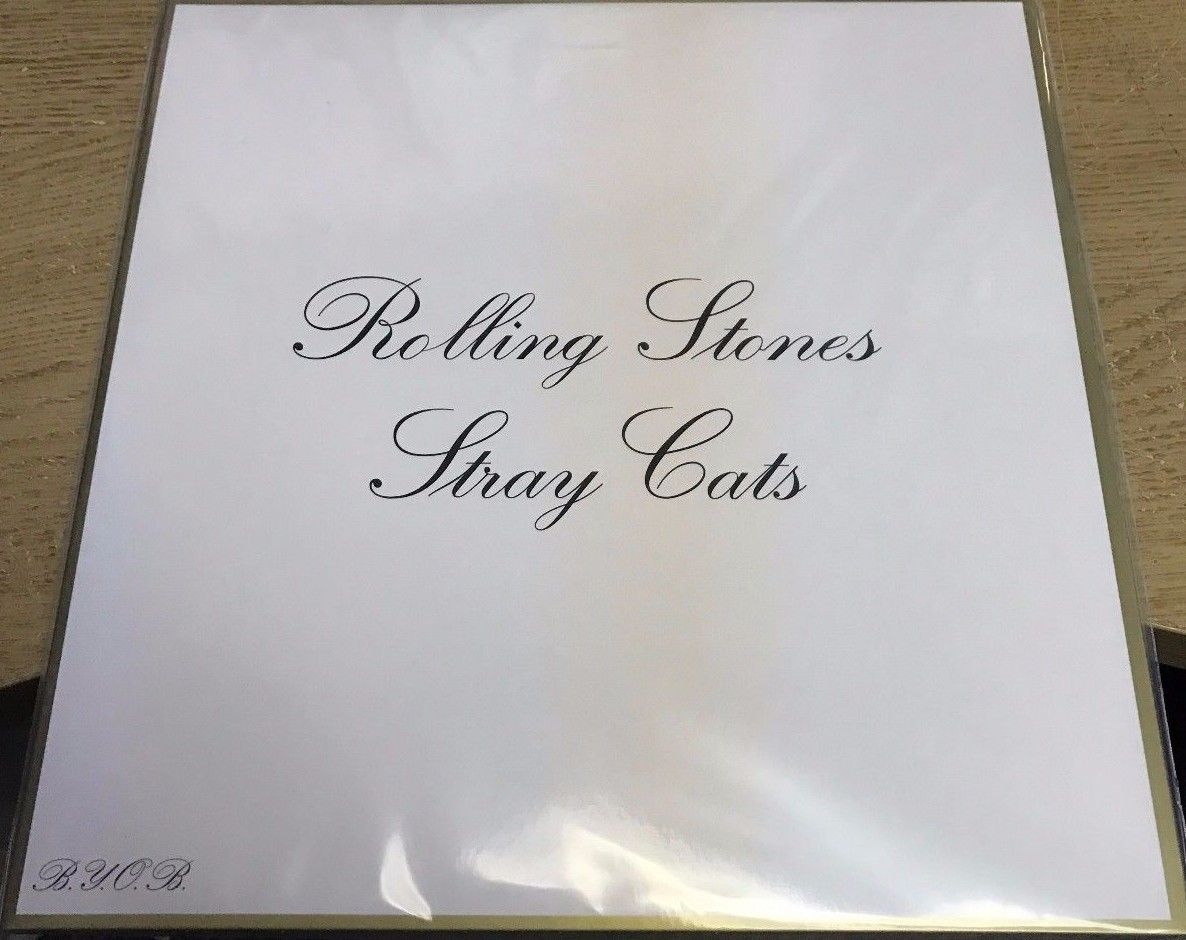 Rolling Stones
Stray Cats
B.Y.O.B.